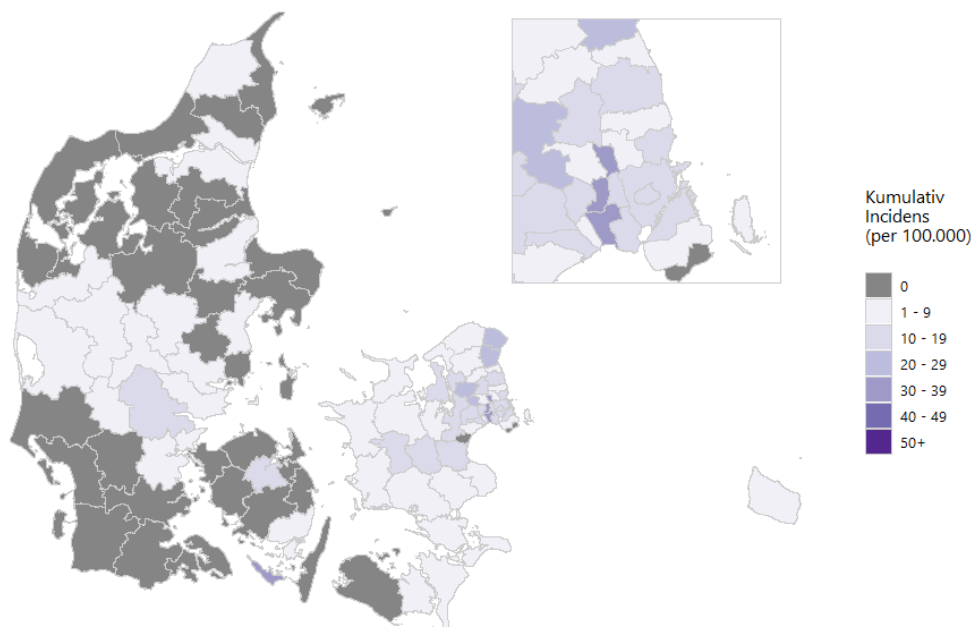 Kumulativ
Incidens
(per 100.000)
0
1 - 9
10 - 19
20 - 29
30 - 39
40 - 49
50+